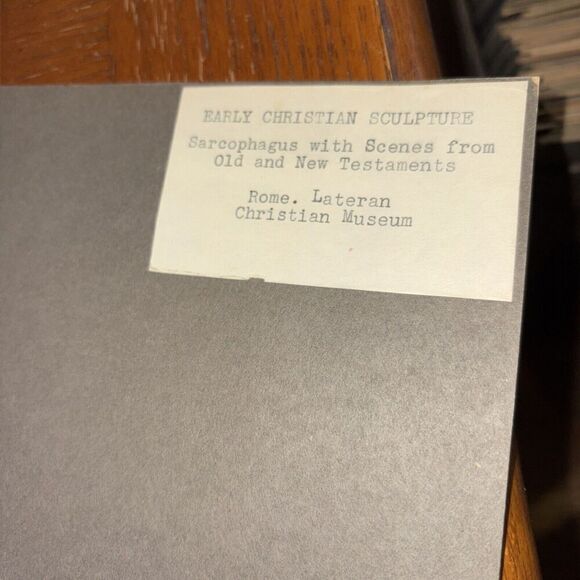 EARLY CHRISTIAN SCULPTURE
Sarcophagus with Scenes from
Old and New Testaments
Rome. Lateran
Christian Museum